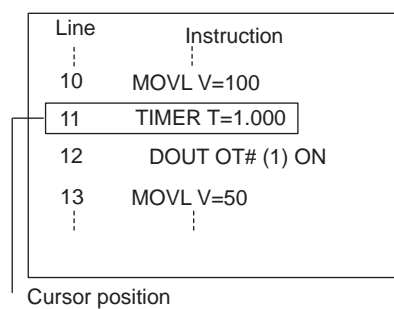 Line Instruction
10 MOVL V=100
11 TIMER T=1.000
12 DOUT OT# (1) ON
13 MOVL V=50
Cursor position